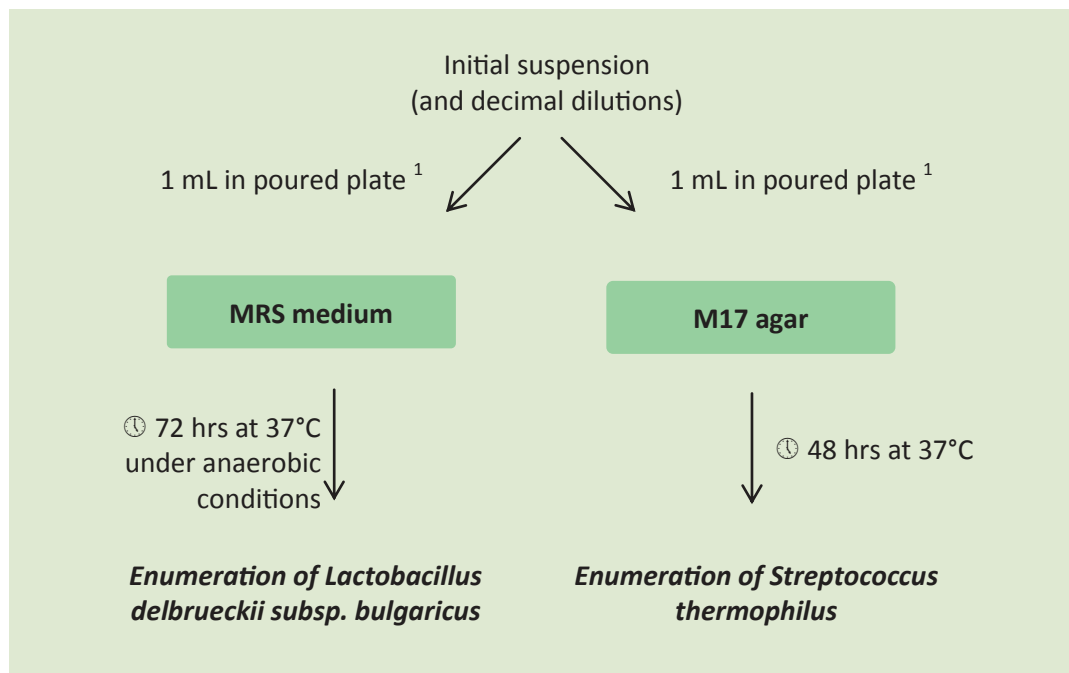 Initial suspension
(and decimal dilutions)
1 mL in poured plate 1
1 mL in poured plate 1
MRS medium
M17 agar
72 hrs at 37°C
under anaerobic
conditions
48 hrs at 37°C
Enumeration of Lactobacillus
delbrueckii subsp. bulgaricus
Enumeration of Streptococcus
thermophilus